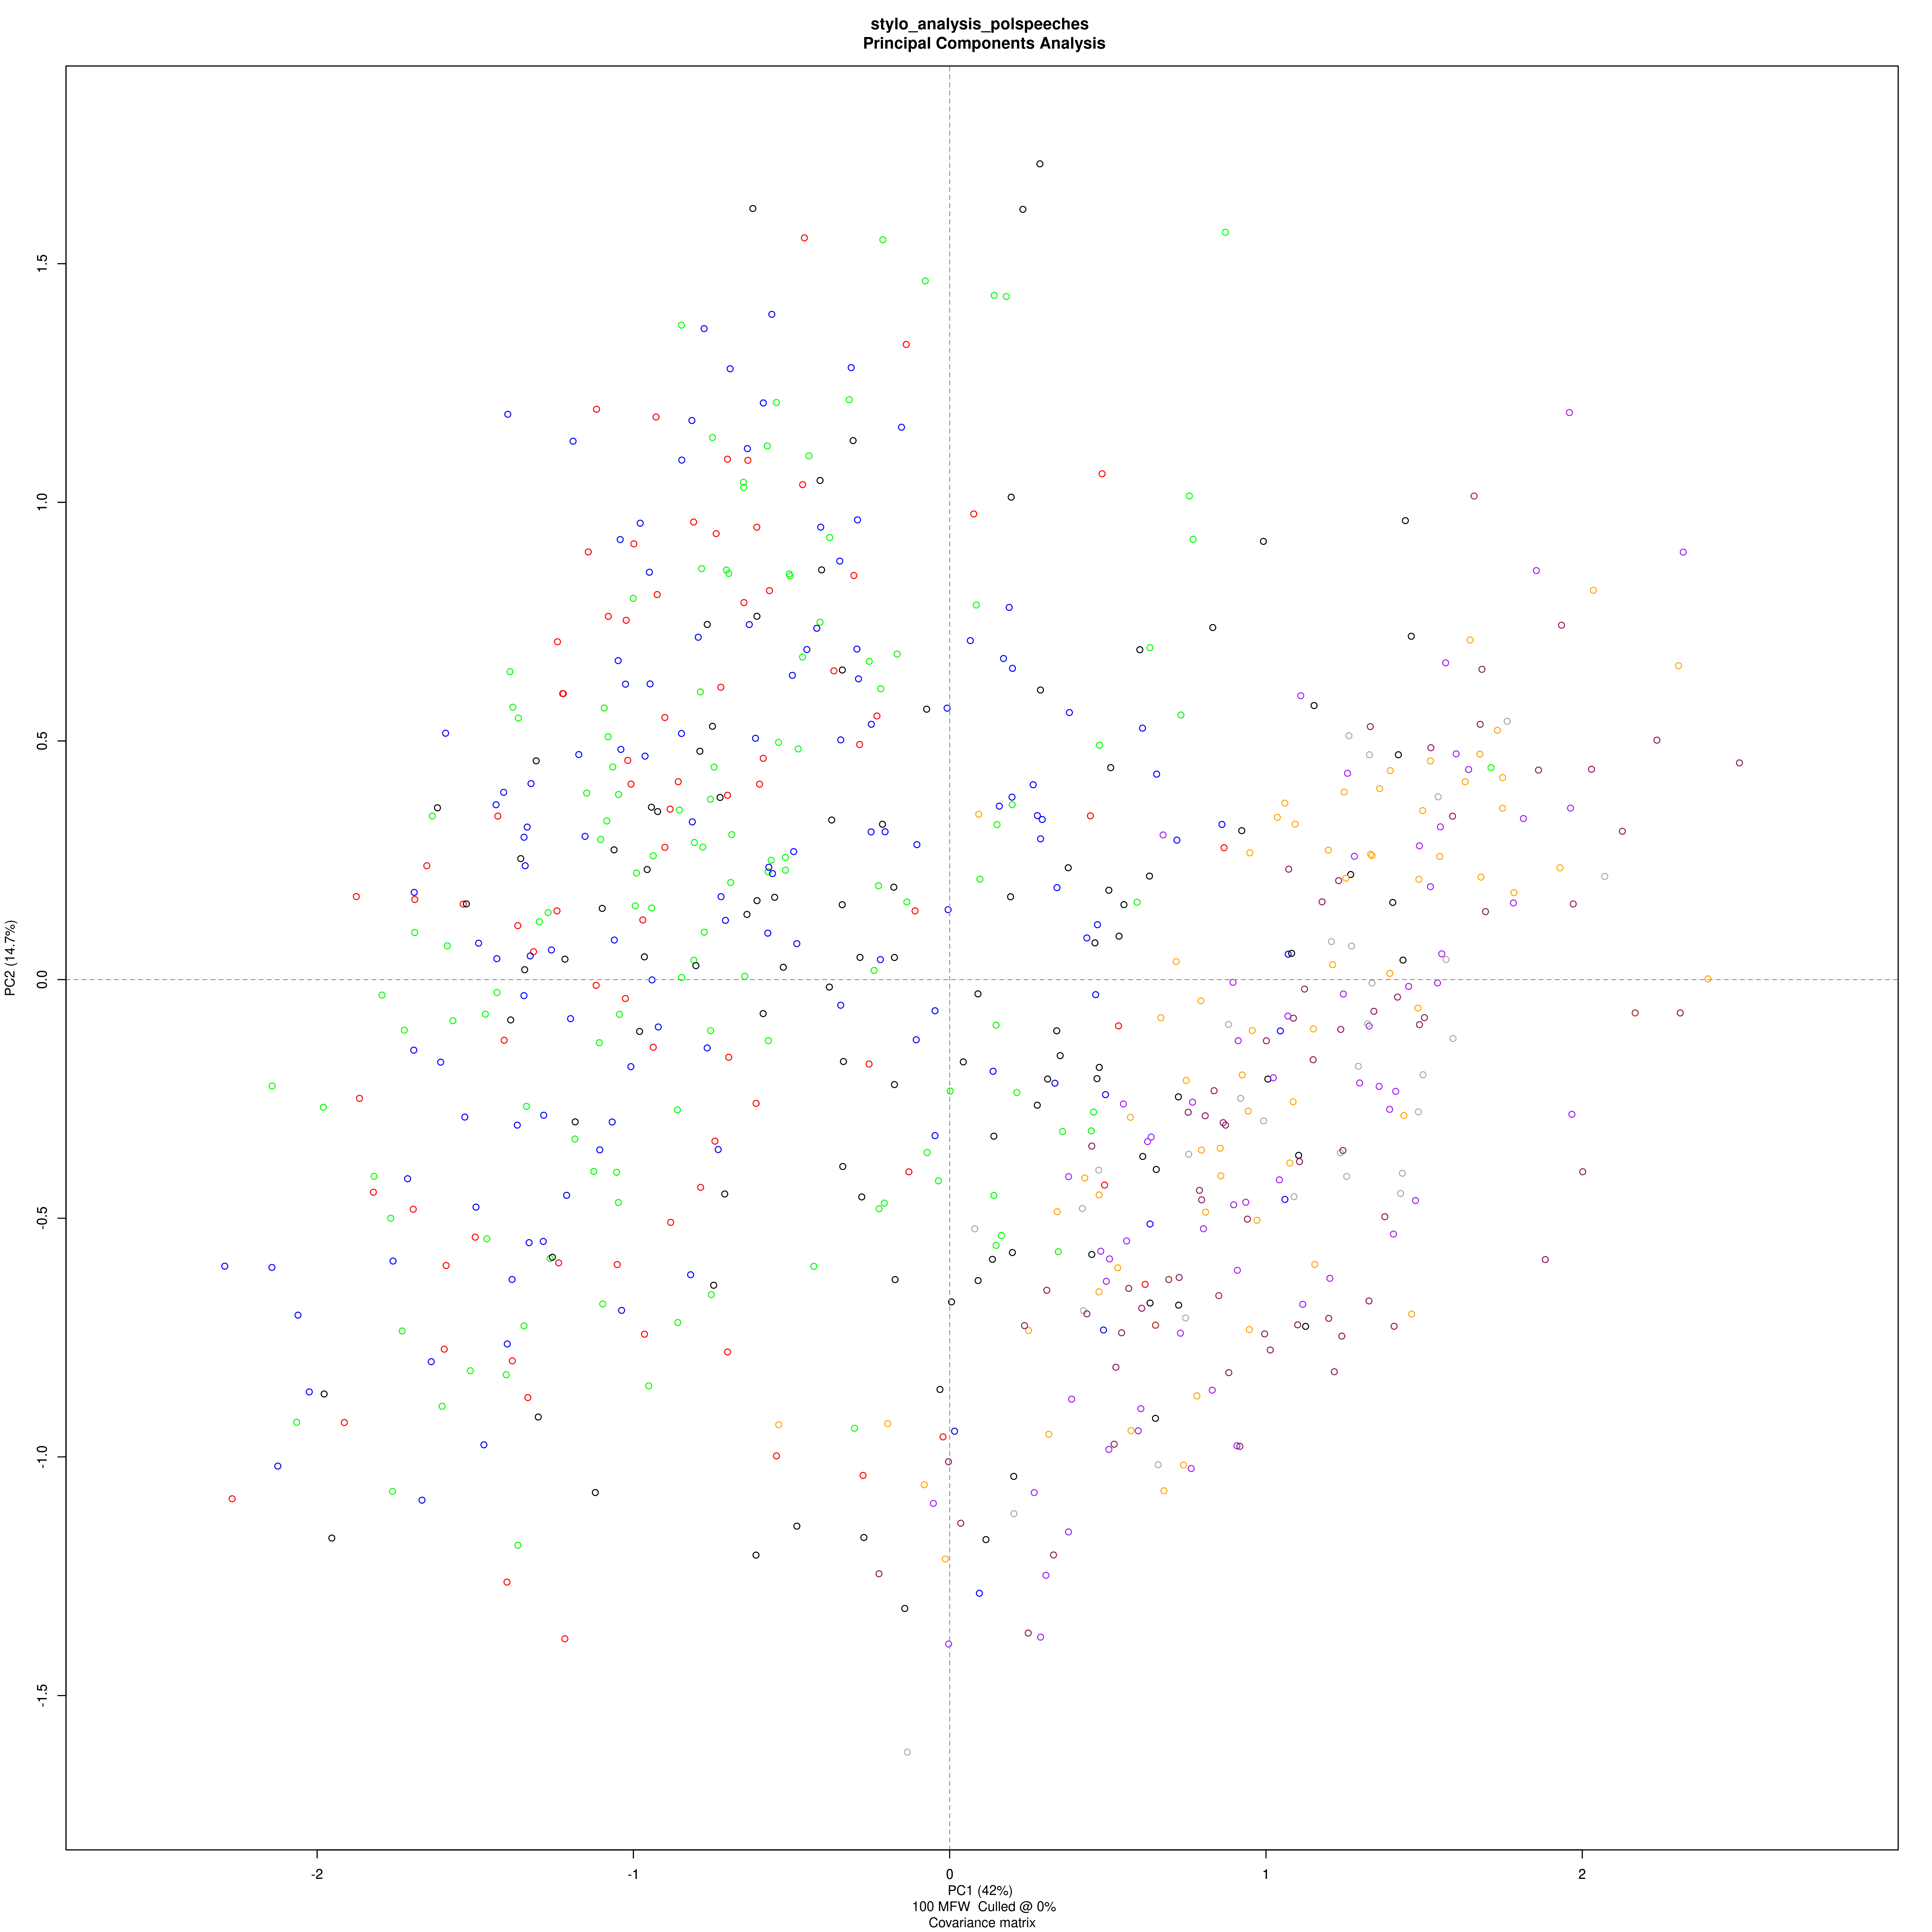 stylo_analysis_polspeeches
Principal Components Analysis
1.5
1.0
0.5
0.0
-0.5
-1.0
-1.5
PC2 (14.7%)
-2 -1 0 1 2
PC1 (42%)
100 MFW Culled @ 0%
Covariance matrix